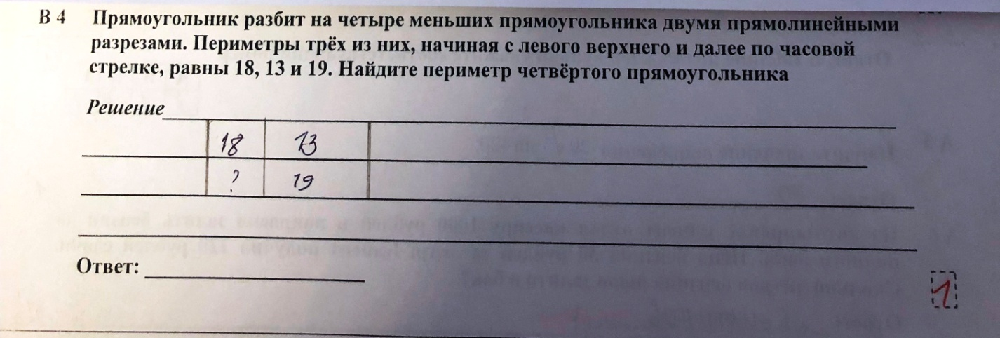 В 4 Прямоугольник разбит на четыре меньших прямоугольника двумя прямолинейными
разрезами. Периметры трёх из них, начиная с левого верхнего и далее по часовой
стрелке, равны 18, 13 и 19. Найдите периметр четвёртого прямоугольника
Решение
18 13
? 19
Ответ:
1